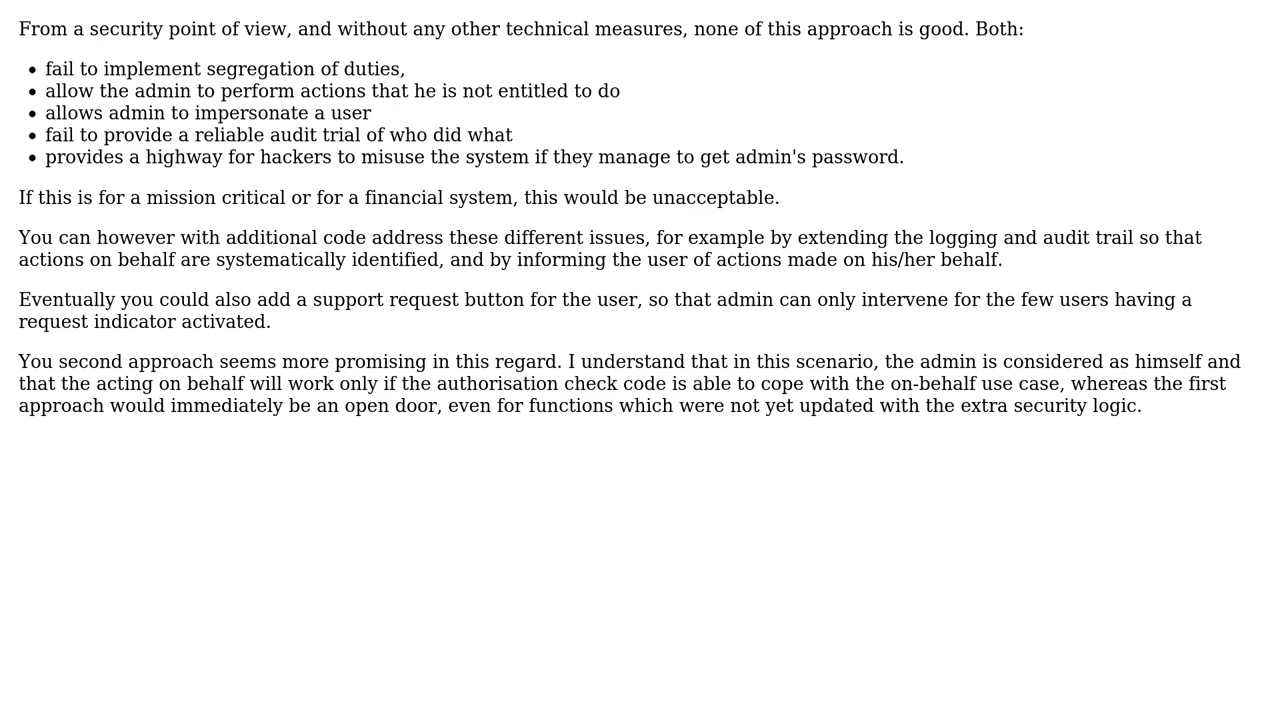 From a security point of view, and without any other technical measures, none of this approach is good. Both:
• fail to implement segregation of duties,
• allow the admin to perform actions that he is not entitled to do
• allows admin to impersonate a user
• fail to provide a reliable audit trial of who did what
• provides a highway for hackers to misuse the system if they manage to get admin's password.
If this is for a mission critical or for a financial system, this would be unacceptable.
You can however with additional code address these different issues, for example by extending the logging and audit trail so that
actions on behalf are systematically identified, and by informing the user of actions made on his/her behalf.
Eventually you could also add a support request button for the user, so that admin can only intervene for the few users having a
request indicator activated.
You second approach seems more promising in this regard. I understand that in this scenario, the admin is considered as himself and
that the acting on behalf will work only if the authorisation check code is able to cope with the on-behalf use case, whereas the first
approach would immediately be an open door, even for functions which were not yet updated with the extra security logic.